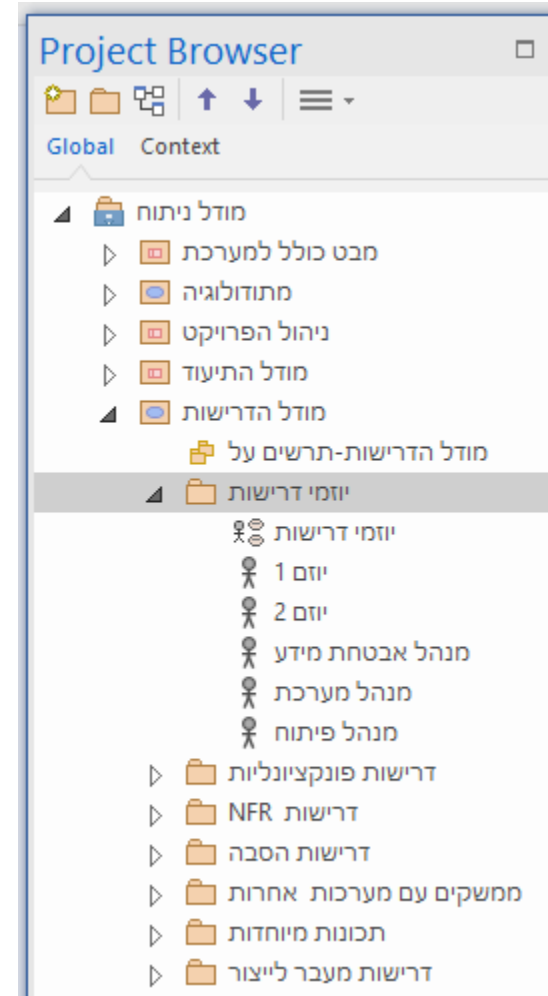 Project Browser
Global Context
מודל ניתוח
מבט כולל למערכת
מתודולוגיה
ניהול הפרויקט
מודל התיעוד
מודל הדרישות
מודל הדרישות-תרשים על
יוזמי דרישות
יוזמי דרישות
יוזם 1
יוזם 2
מנהל אבטחת מידע
מנהל מערכת
מנהל פיתוח
דרישות פונקציונליות
דרישות NFR
דרישות הסבה
ממשקים עם מערכות אחרות
תכונות מיוחדות
דרישות מעבר לייצור